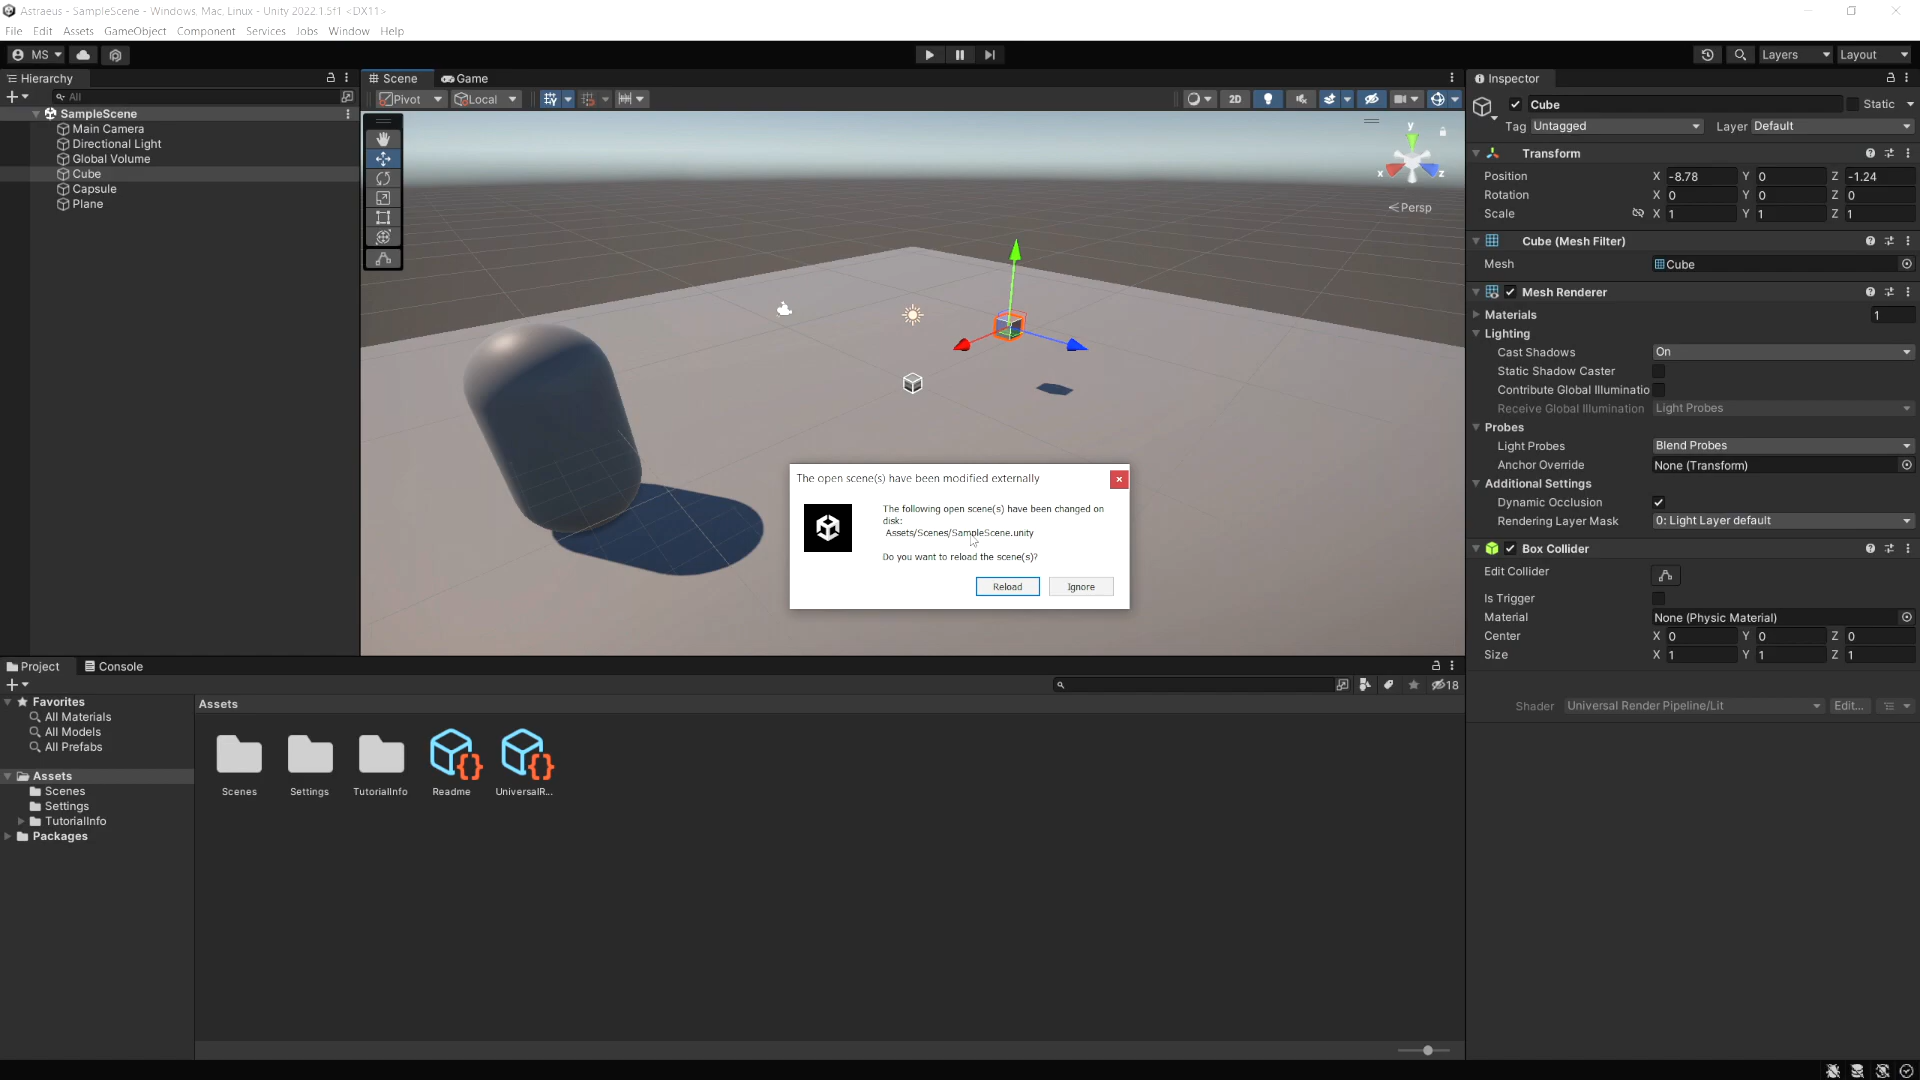 Astraeus - SampleScene - Windows, Mac, Linux - Unity 2022.1.5f1 <DX11>
File Edit Assets GameObject Component Services Jobs Window Help
MS
Layers
Layout
Hierarchy
All
SampleScene
Main Camera
Directional Light
Global Volume
Cube
Capsule
Plane
Scene
Game
Pivot
Local
2D
y
x
z
Persp
The open scene(s) have been modified externally
The following open scene(s) have been changed on
disk:
Assets/Scenes/SampleScene.unity
Do you want to reload the scene(s)?
Reload
Ignore
Inspector
Cube
Static
Tag Untagged
Layer Default
Transform
Position X -8.78 Y 0 Z -1.24
Rotation X 0 Y 0 Z 0
Scale X 1 Y 1 Z 1
Cube (Mesh Filter)
Mesh Cube
Mesh Renderer
Materials 1
Lighting
Cast Shadows On
Static Shadow Caster
Contribute Global Illuminatio
Receive Global Illumination Light Probes
Probes
Light Probes Blend Probes
Anchor Override None (Transform)
Additional Settings
Dynamic Occlusion
Rendering Layer Mask 0: Light Layer default
Box Collider
Edit Collider
Is Trigger
Material None (Physic Material)
Center X 0 Y 0 Z 0
Size X 1 Y 1 Z 1
Shader Universal Render Pipeline/Lit Edit...
Project
Console
18
Favorites
All Materials
All Models
All Prefabs
Assets
Scenes
Settings
TutorialInfo
Packages
Assets
Scenes
Settings
TutorialInfo
Readme
UniversalR...